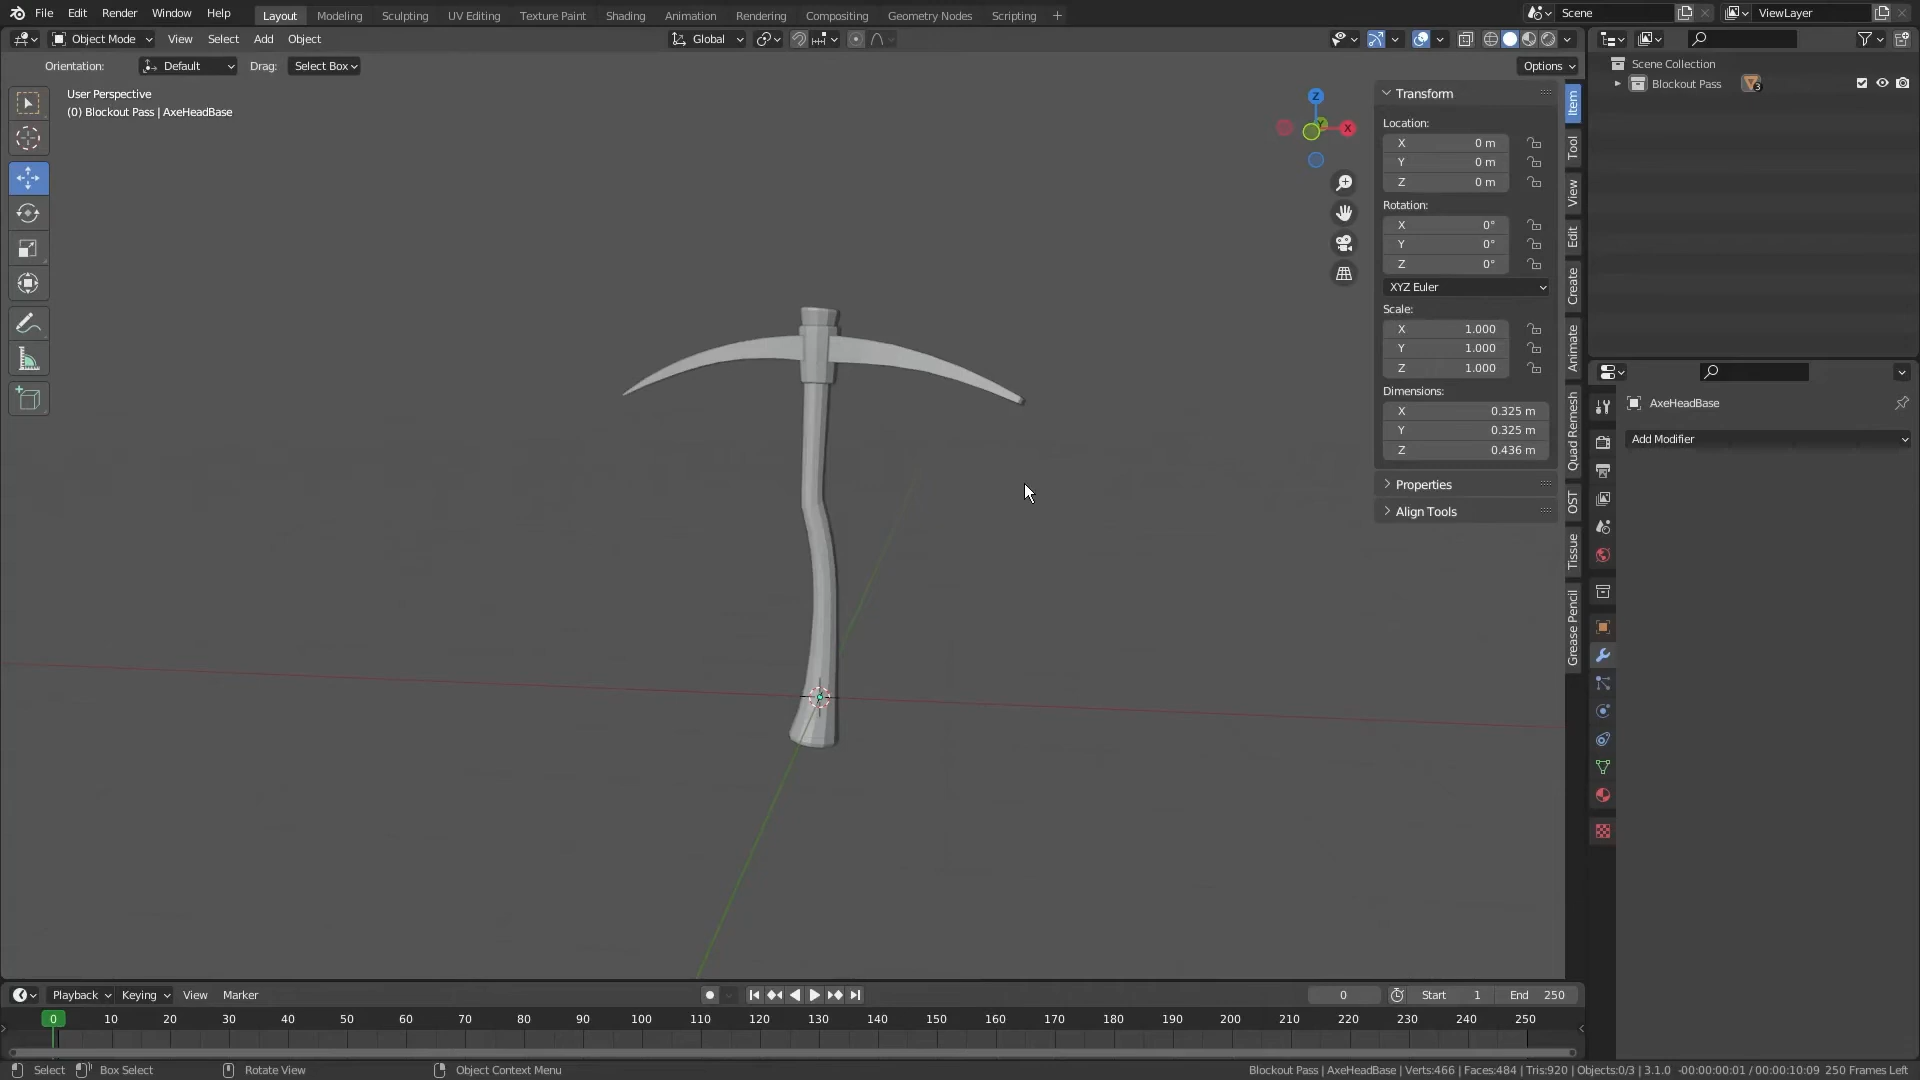 File Edit Render Window Help Layout Modeling Sculpting UV Editing Texture Paint Shading Animation Rendering Compositing Geometry Nodes Scripting + Scene ViewLayer
Object Mode View Select Add Object Global
Orientation: Default Drag: Select Box Options
User Perspective
(0) Blockout Pass | AxeHeadBase
Z
Y
X
Transform
Location:
X 0 m
Y 0 m
Z 0 m
Rotation:
X 0°
Y 0°
Z 0°
XYZ Euler
Scale:
X 1.000
Y 1.000
Z 1.000
Dimensions:
X 0.325 m
Y 0.325 m
Z 0.436 m
Properties
Align Tools
Item
Tool
View
Edit
Create
Animate
Quad Remesh
OST
Tissue
Grease Pencil
Scene Collection
Blockout Pass 3
AxeHeadBase
Add Modifier
Playback Keying View Marker 0 Start 1 End 250
0 10 20 30 40 50 60 70 80 90 100 110 120 130 140 150 160 170 180 190 200 210 220 230 240 250
Select Box Select Rotate View Object Context Menu Blockout Pass | AxeHeadBase | Verts:466 | Faces:484 | Tris:920 | Objects:0/3 | 3.1.0 -00:00:00:01 / 00:00:10:09 250 Frames Left